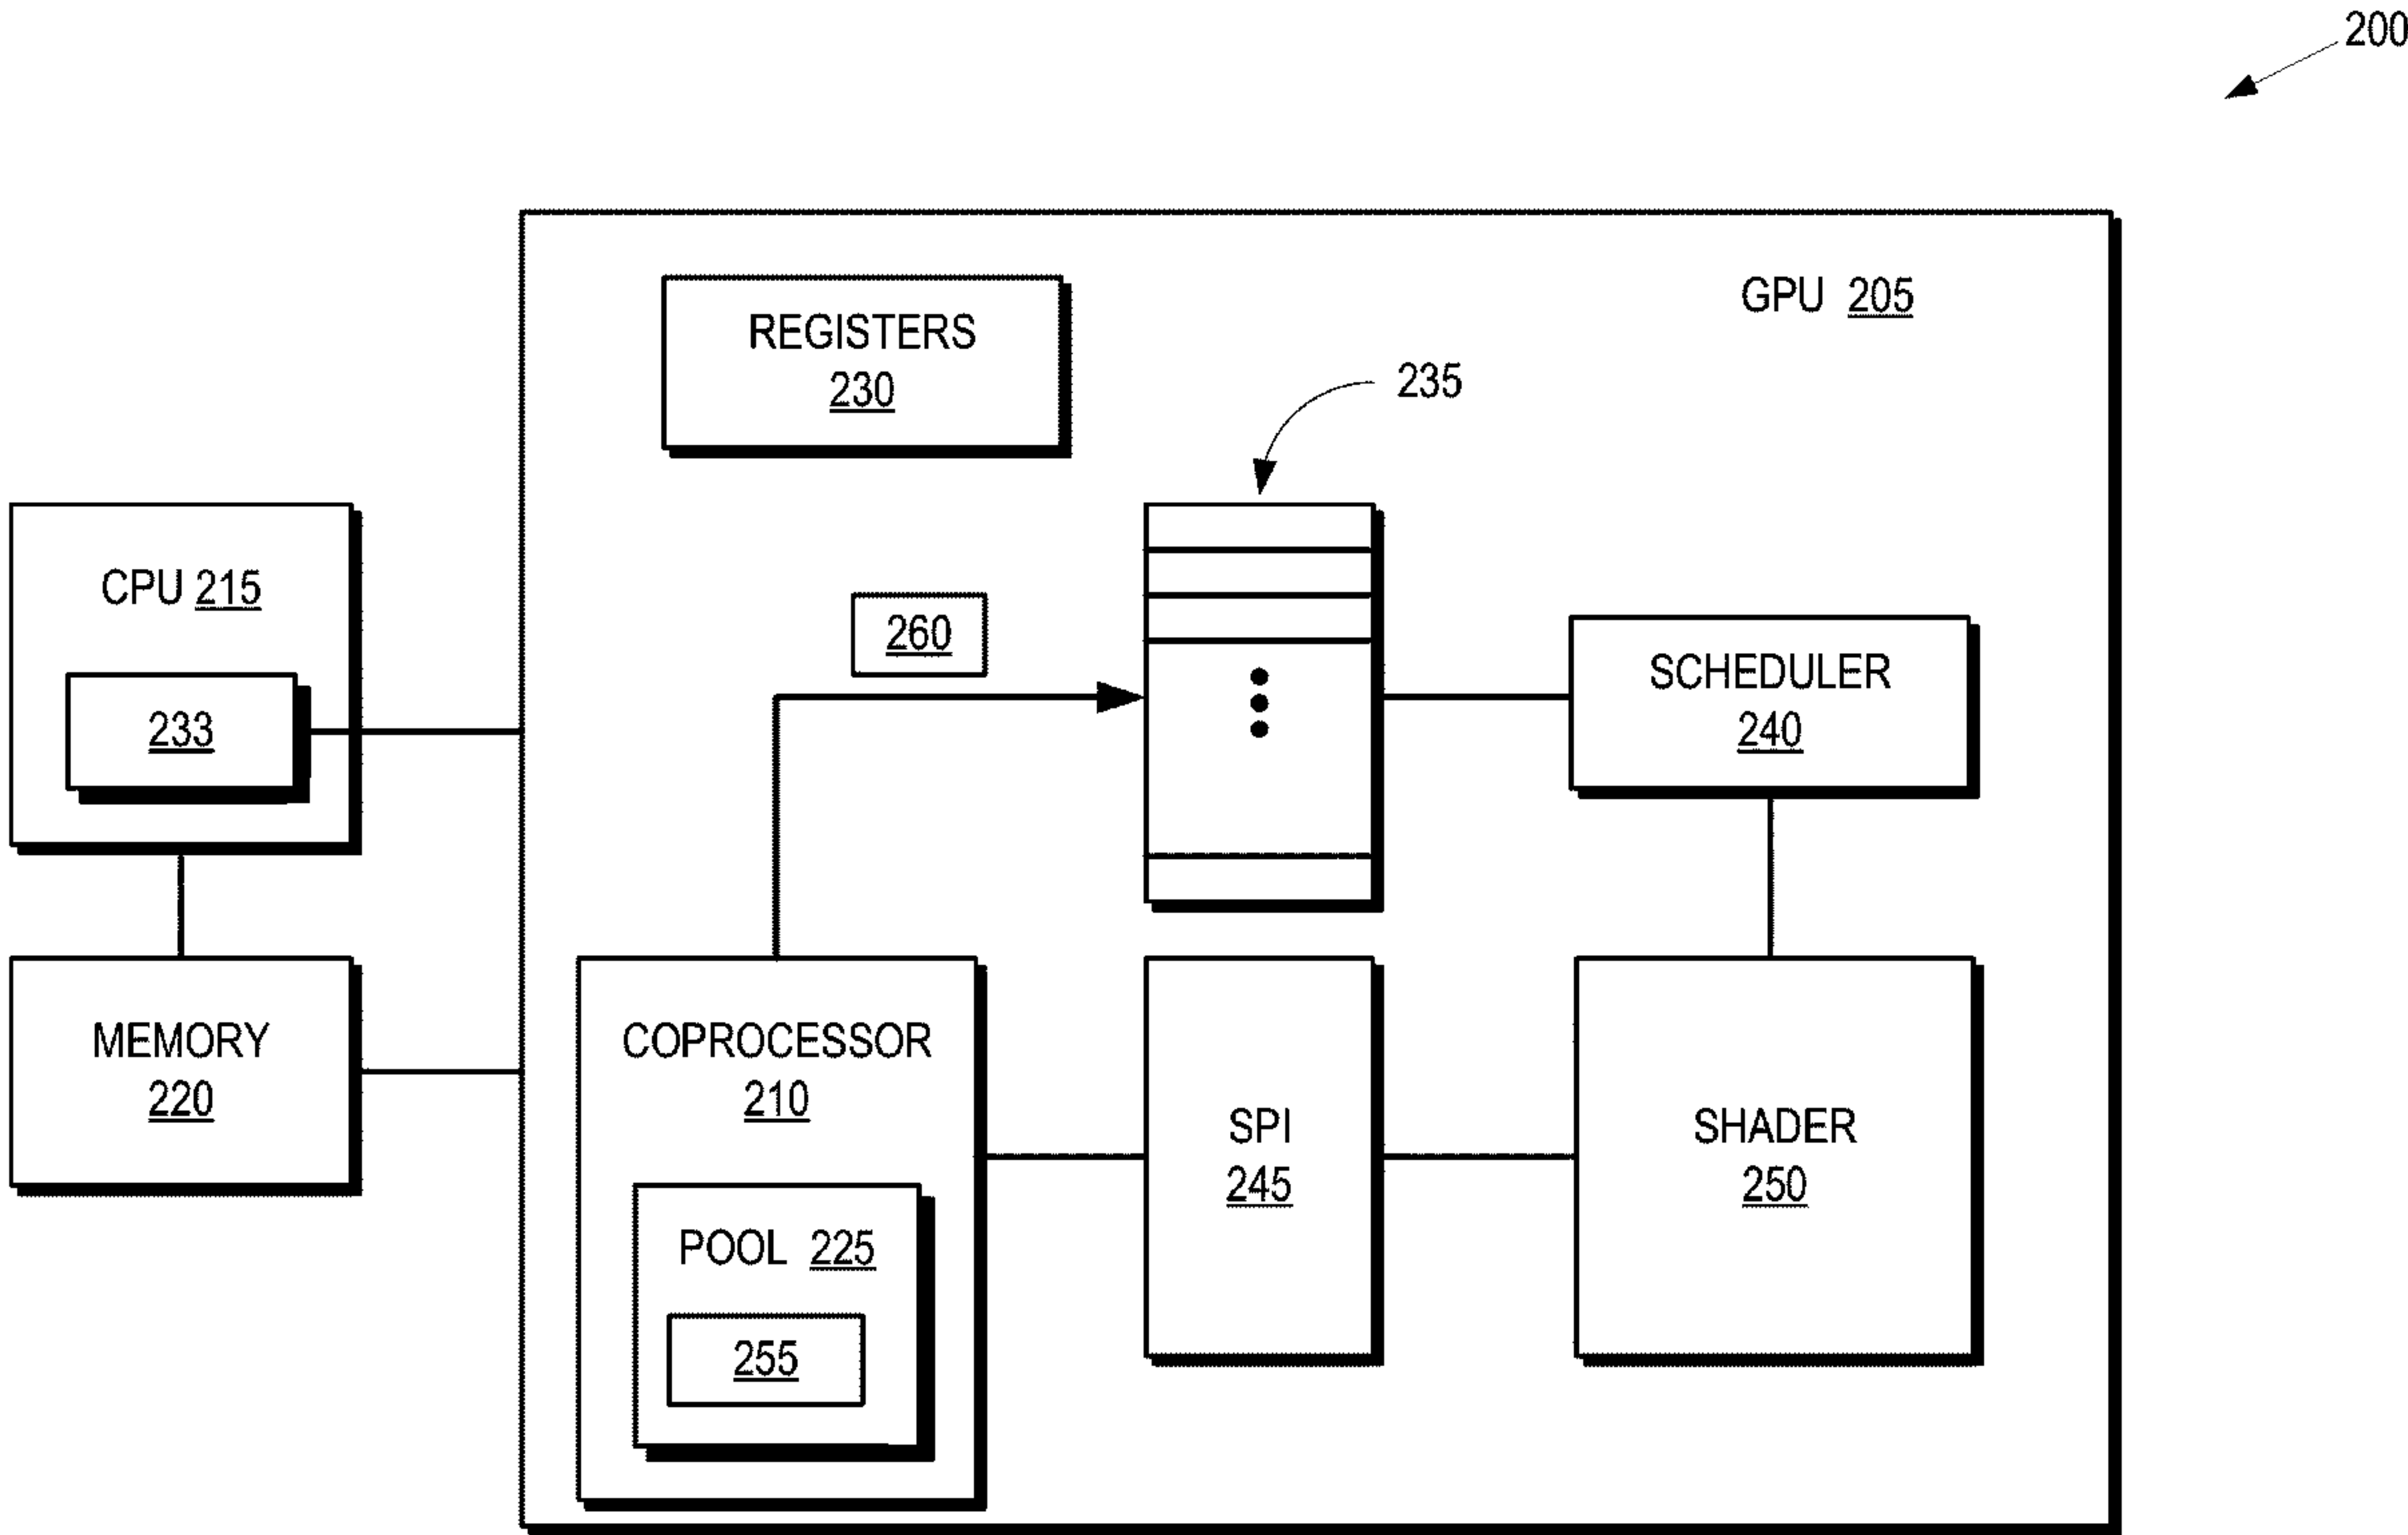 200
GPU 205
REGISTERS
230
235
CPU 215
260
233
SCHEDULER
240
MEMORY
220
COPROCESSOR
210
SPI
245
SHADER
250
POOL 225
255